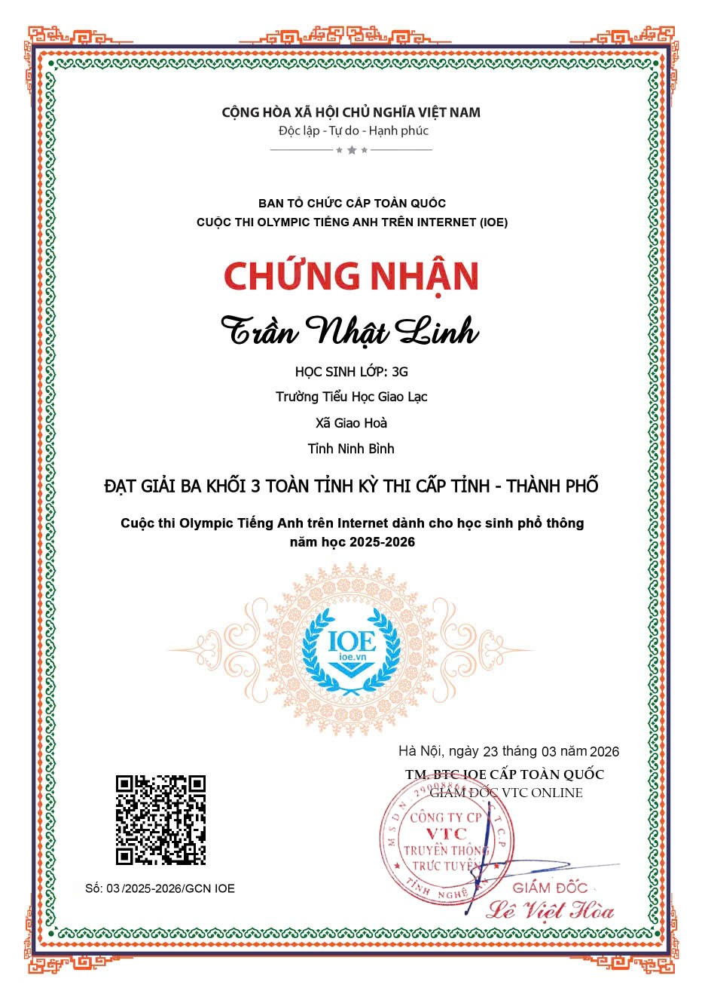 CỘNG HÒA XÃ HỘI CHỦ NGHĨA VIỆT NAM
Độc lập - Tự do - Hạnh phúc
BAN TỔ CHỨC CẤP TOÀN QUỐC
CUỘC THI OLYMPIC TIẾNG ANH TRÊN INTERNET (IOE)
CHỨNG NHẬN
Trần Nhật Linh
HỌC SINH LỚP: 3G
Trường Tiểu Học Giao Lạc
Xã Giao Hoà
Tỉnh Ninh Bình
ĐẠT GIẢI BA KHỐI 3 TOÀN TỈNH KỲ THI CẤP TỈNH - THÀNH PHỐ
Cuộc thi Olympic Tiếng Anh trên Internet dành cho học sinh phổ thông
năm học 2025-2026
IOE
ioe.vn
Hà Nội, ngày 23 tháng 03 năm 2026
TM. BTC IOE CẤP TOÀN QUỐC
GIÁM ĐỐC VTC ONLINE
M.S.D.N
C.T.C.P
CÔNG TY CP
VTC
TRUYỀN THÔNG
TRỰC TUYẾN
TỈNH NGHỆ AN
GIÁM ĐỐC
Lê Việt Hòa
Số: 03/2025-2026/GCN IOE